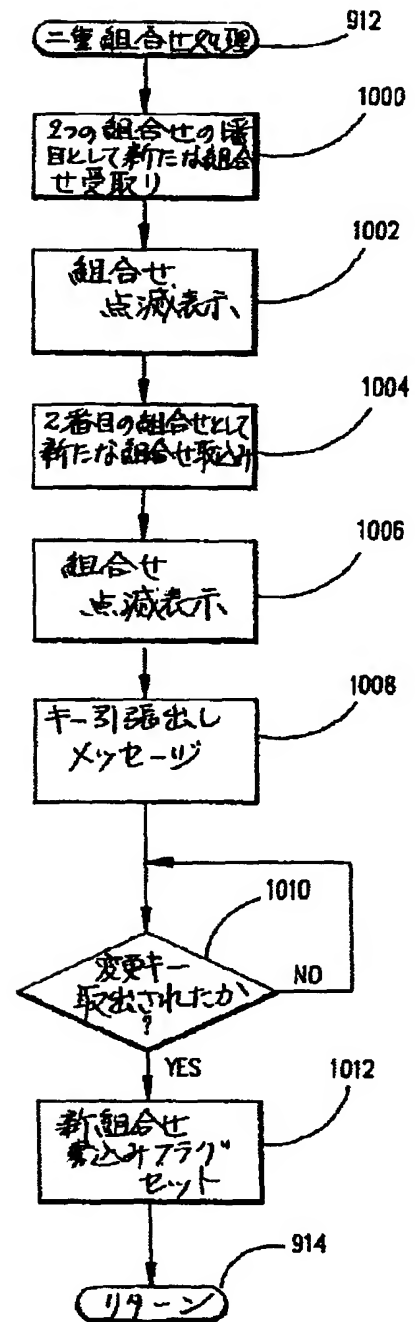 二重組合せ処理
912
1000
2つの組合せの1番
目として新たな組合
せ受取り
1002
組合せ
点滅表示
1004
2番目の組合せとして
新たな組合せ取込み
1006
組合せ
点滅表示
1008
キー引張出し
メッセージ
1010
変更キー
取出されたか
?
NO
YES
1012
新組合せ
書込みフラグ
セット
914
リターン